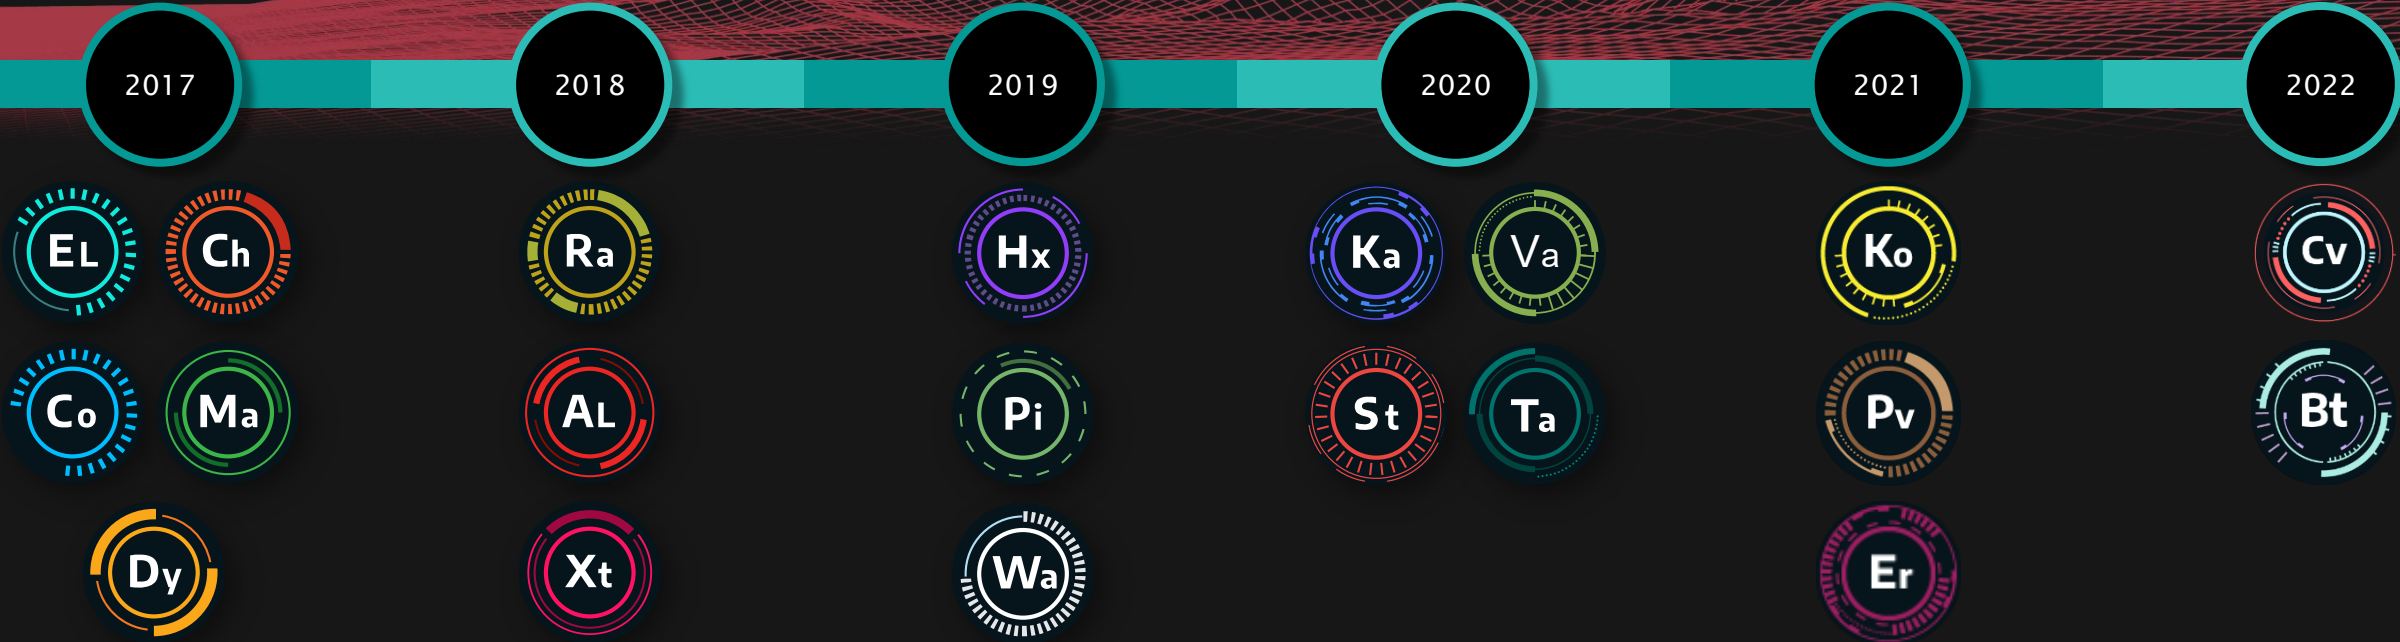 2017 2018 2019 2020 2021 2022
EL Ch Ra Hx Ka Va Ko Cv
Co Ma AL Pi St Ta Pv Bt
Dy Xt Wa Er